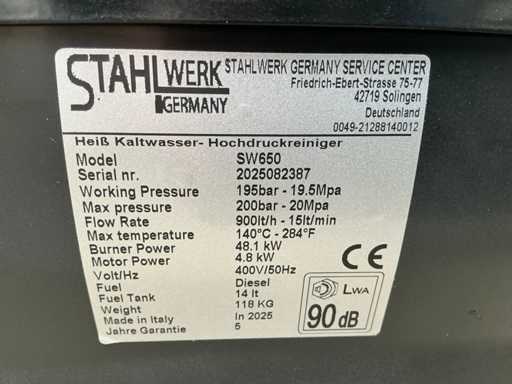 STAHLWERK
GERMANY
STAHLWERK GERMANY SERVICE CENTER
Friedrich-Ebert-Strasse 75-77
42719 Solingen
Deutschland
0049-21288140012
Heiß Kaltwasser- Hochdruckreiniger
Model SW650
Serial nr. 2025082387
Working Pressure 195bar - 19.5Mpa
Max pressure 200bar - 20Mpa
Flow Rate 900lt/h - 15lt/min
Max temperature 140°C - 284°F
Burner Power 48.1 kW
Motor Power 4.8 kW
Volt/Hz 400V/50Hz
Fuel Diesel
Fuel Tank 14 lt
Weight 118 KG
Made in Italy In 2025
Jahre Garantie 5
CE
LWA
90 dB